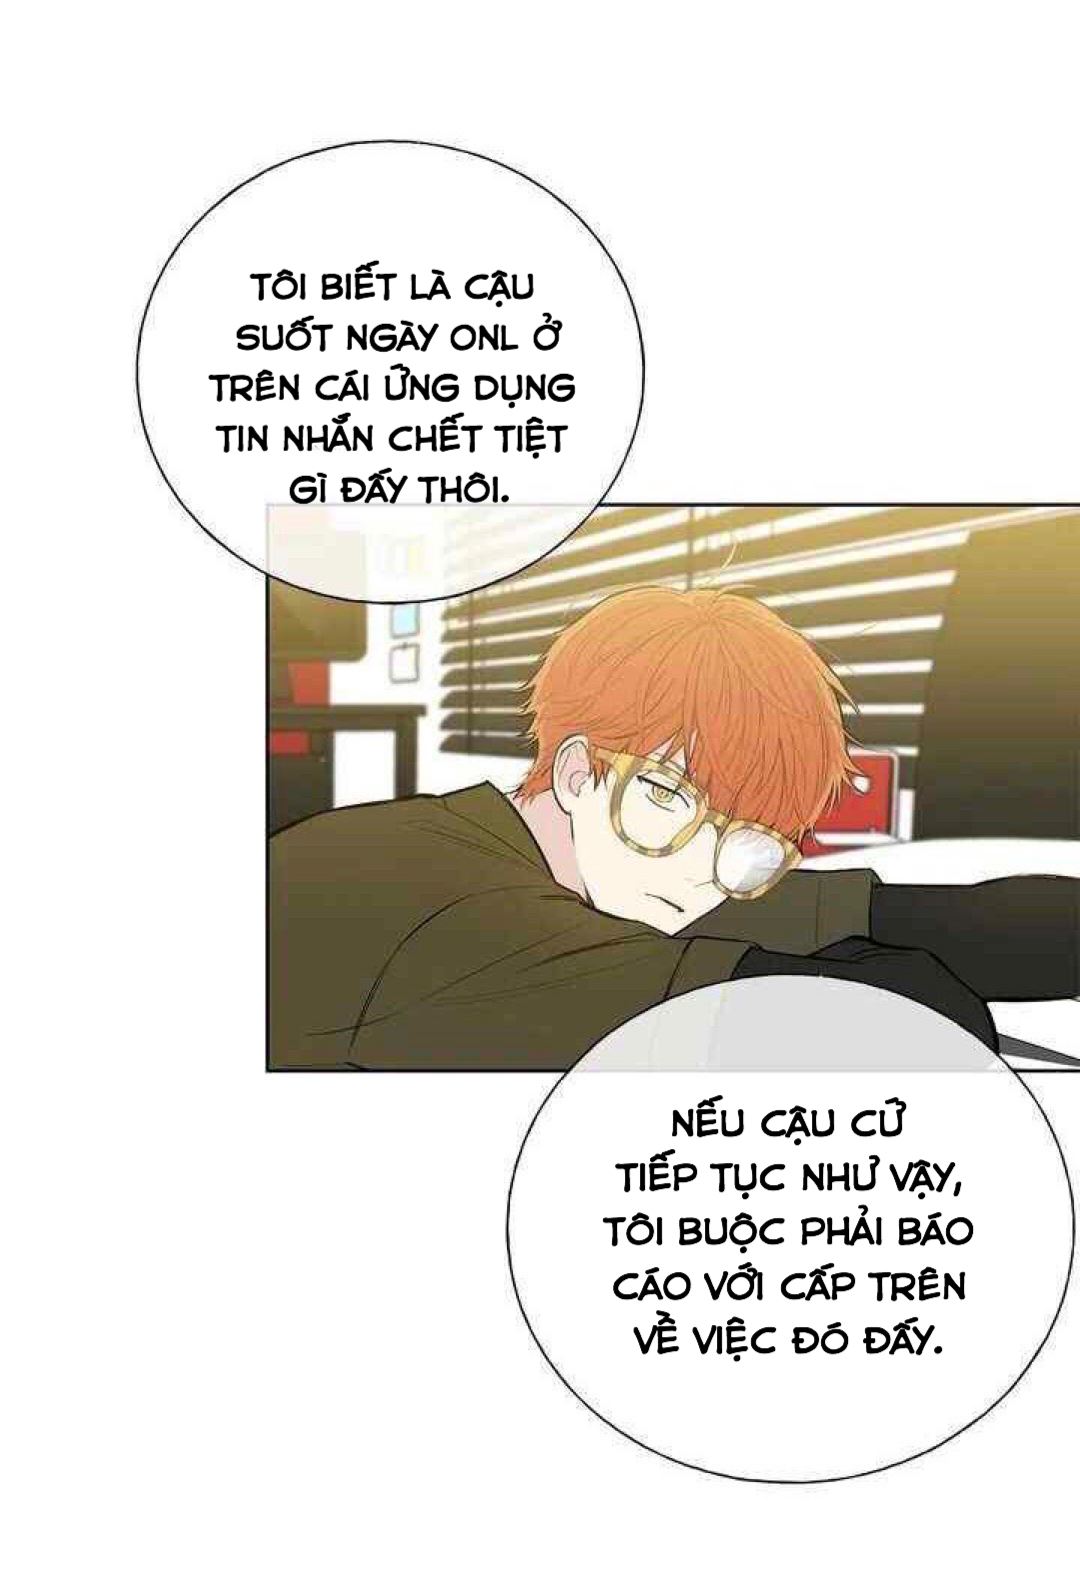 TÔI BIẾT LÀ CẬU
SUỐT NGÀY ONL Ở
TRÊN CÁI ỨNG DỤNG
TIN NHẮN CHẾT TIỆT
GÌ ĐẤY THÔI.
NẾU CẬU CỨ
TIẾP TỤC NHƯ VẬY,
TÔI BUỘC PHẢI BÁO
CÁO VỚI CẤP TRÊN
VỀ VIỆC ĐÓ ĐẤY.